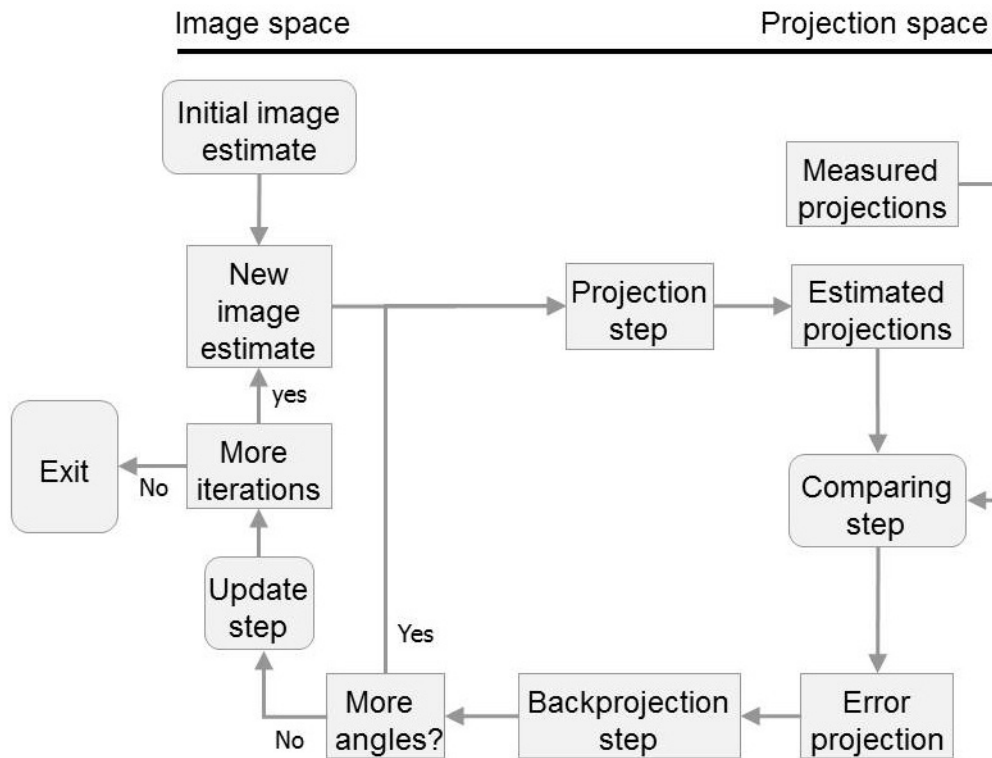 Image space
Projection space
Initial image
estimate
Measured
projections
New
image
estimate
Projection
step
Estimated
projections
yes
More
iterations
Exit
No
Comparing
step
Update
step
Yes
More
angles?
No
Backprojection
step
Error
projection